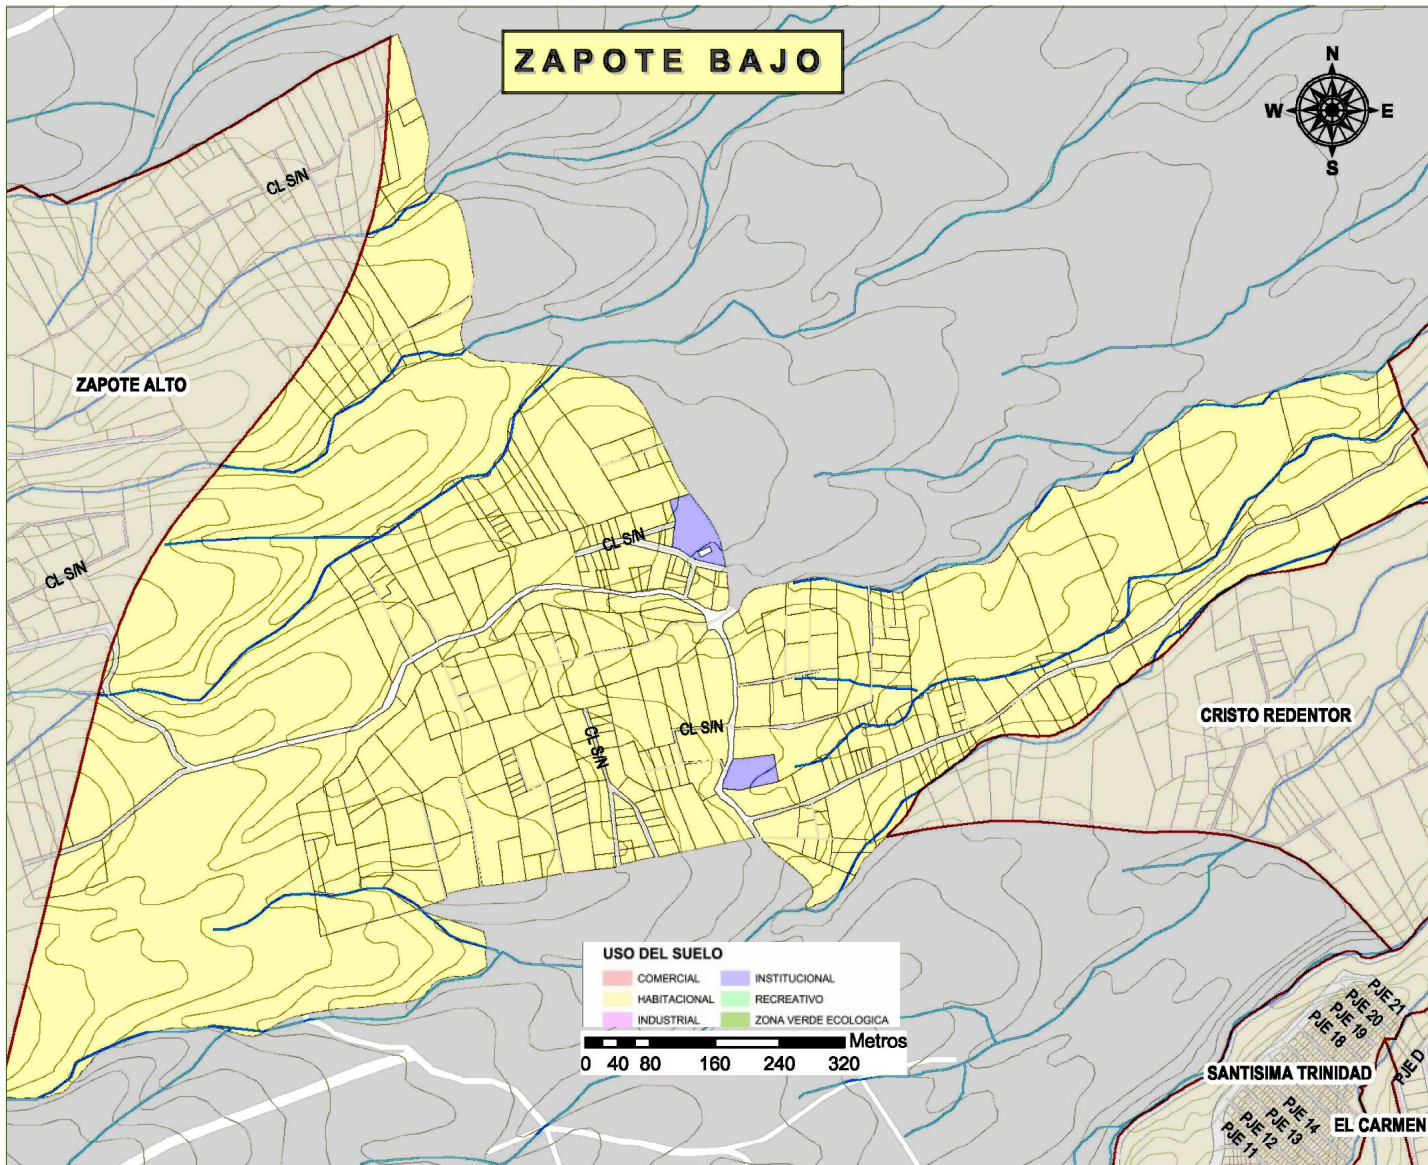 ZAPOTE BAJO
N
W E
S
CL S/N
ZAPOTE ALTO
CL S/N
CL S/N
CL S/N
CL S/N
CRISTO REDENTOR
USO DEL SUELO
COMERCIAL INSTITUCIONAL
HABITACIONAL RECREATIVO
INDUSTRIAL ZONA VERDE ECOLOGICA
Metros
0 40 80 160 240 320
PJE 21
PJE 20
PJE 19
PJE 18
SANTISIMA TRINIDAD
PJE D
PJE 14
PJE 13
PJE 12
PJE 11
EL CARMEN